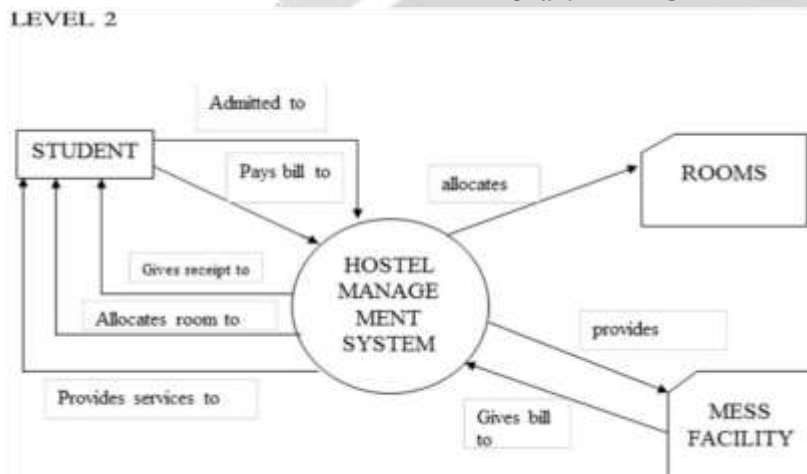 LEVEL 2
Admitted to
STUDENT
Pays bill to
allocates
ROOMS
Gives receipt to
HOSTEL
MANAGE
MENT
SYSTEM
Allocates room to
provides
Provides services to
Gives bill
to
MESS
FACILITY